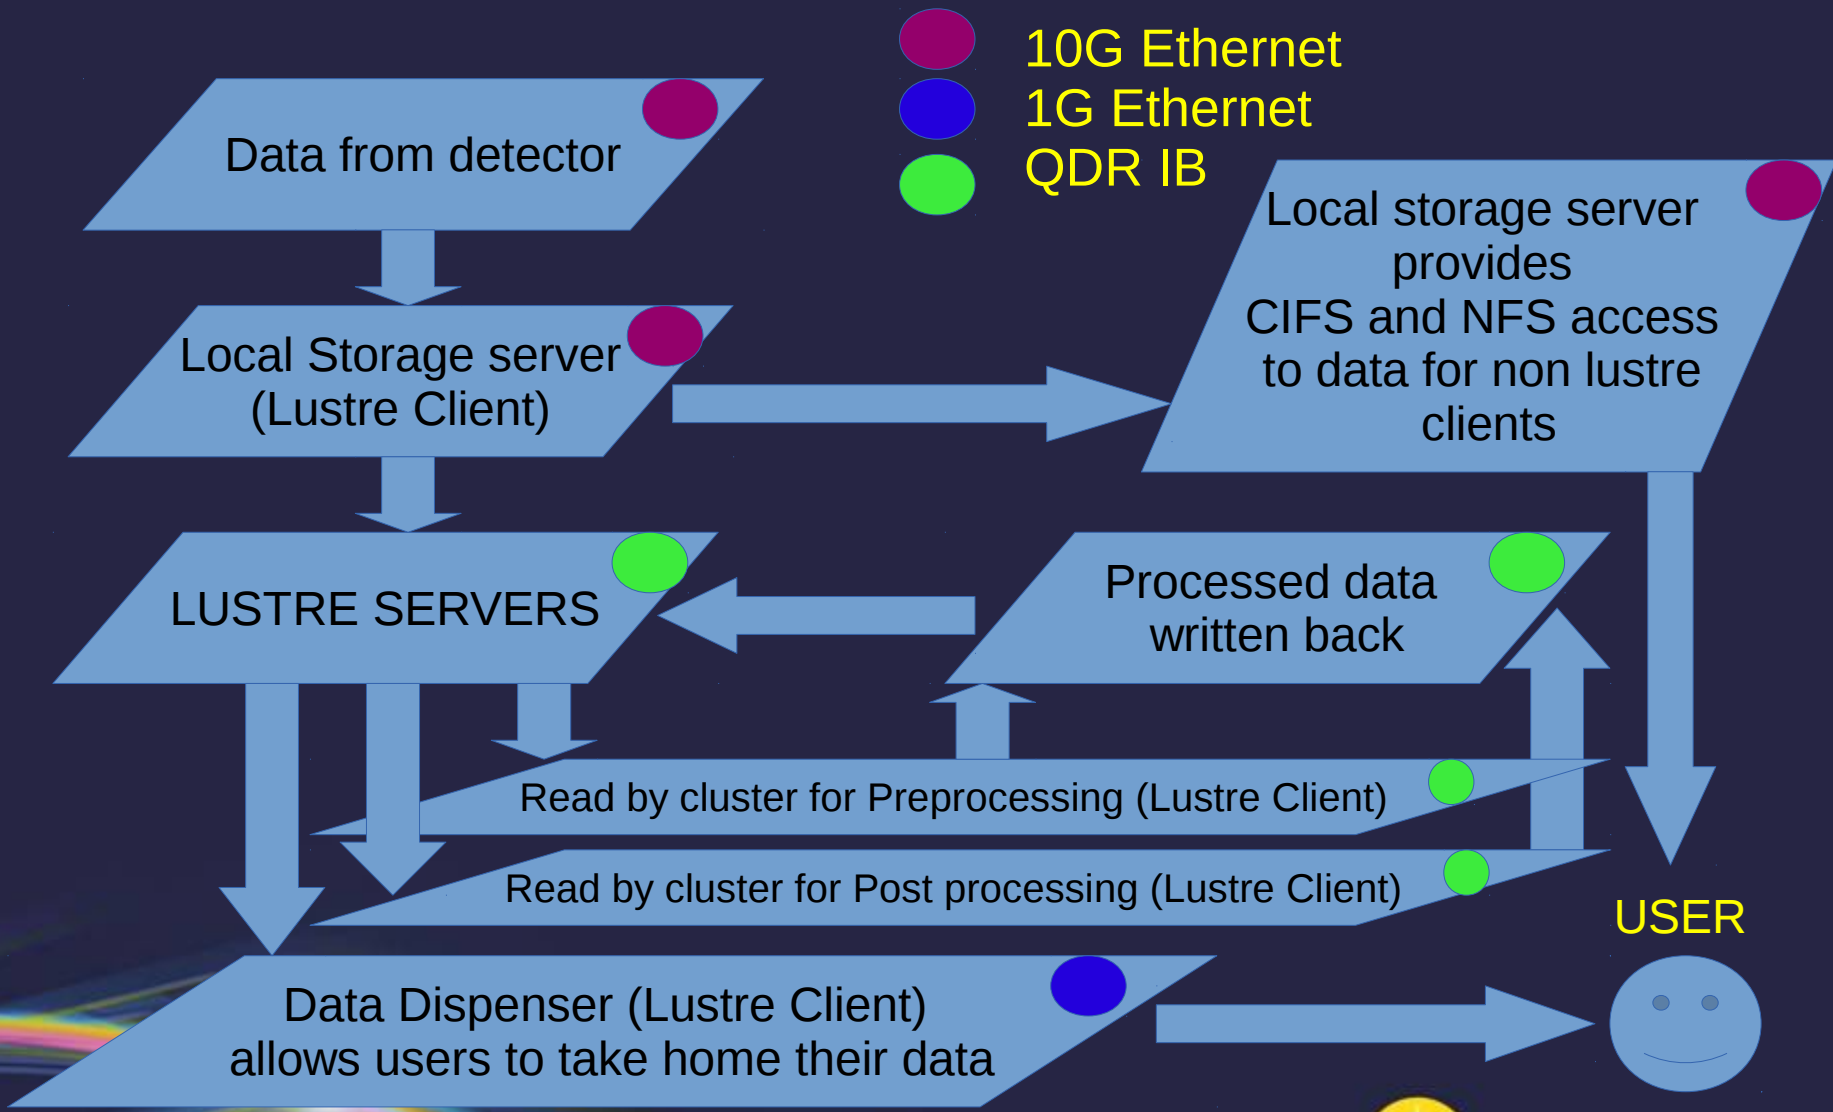 10G Ethernet
1G Ethernet
QDR IB
Data from detector
Local Storage server
(Lustre Client)
Local storage server
provides
CIFS and NFS access
to data for non lustre
clients
LUSTRE SERVERS
Processed data
written back
Read by cluster for Preprocessing (Lustre Client)
Read by cluster for Post processing (Lustre Client)
Data Dispenser (Lustre Client)
allows users to take home their data
USER